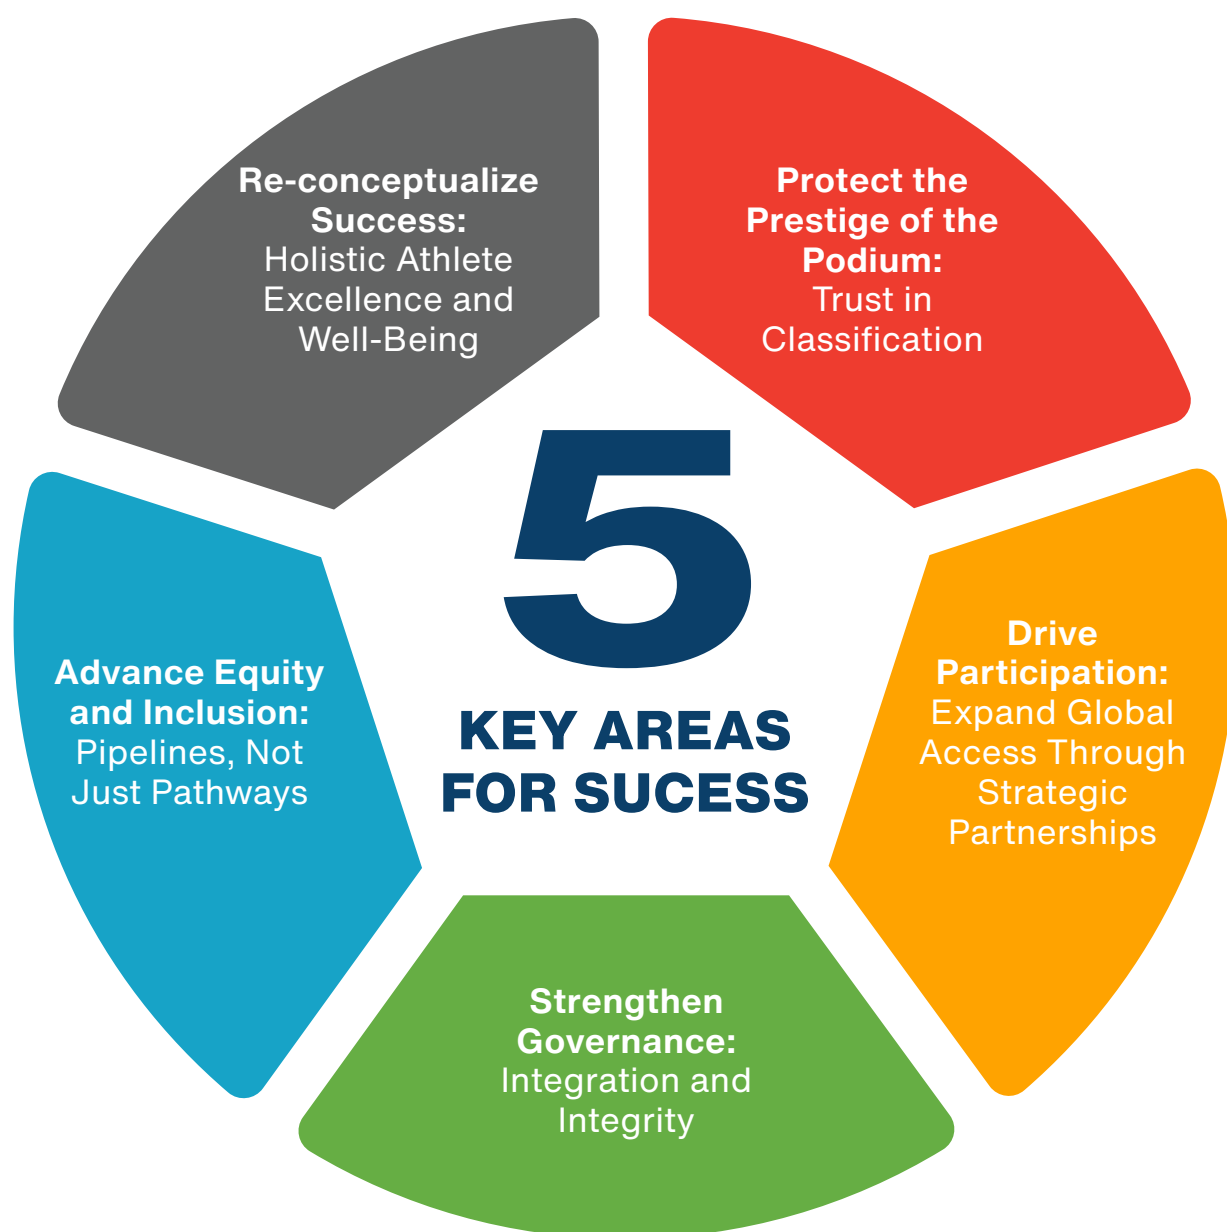 Re-conceptualize
Success:
Holistic Athlete
Excellence and
Well-Being
Protect the
Prestige of the
Podium:
Trust in
Classification
Drive
Participation:
Expand Global
Access Through
Strategic
Partnerships
Strengthen
Governance:
Integration and
Integrity
Advance Equity
and Inclusion:
Pipelines, Not
Just Pathways
5
KEY AREAS
FOR SUCESS